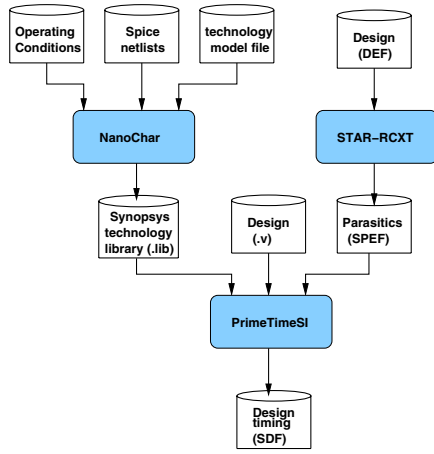 Operating
Conditions
Spice
netlists
technology
model file
Design
(DEF)
NanoChar
STAR-RCXT
Synopsys
technology
library (.lib)
Design
(.v)
Parasitics
(SPEF)
PrimeTimeSI
Design
timing
(SDF)